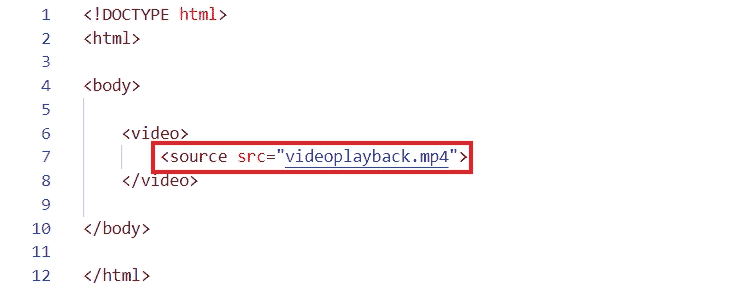 1 <!DOCTYPE html>
2 <html>
3
4 <body>
5
6 <video>
7 <source src="videoplayback.mp4">
8 </video>
9
10 </body>
11
12 </html>